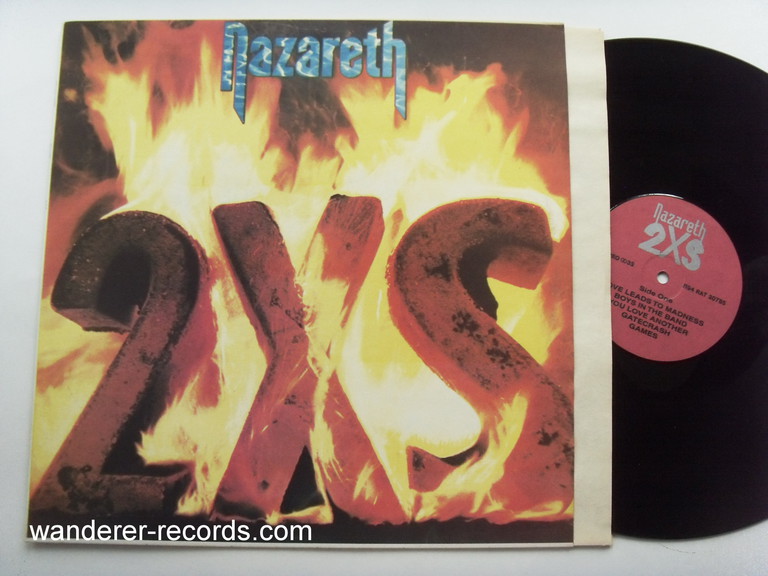 Nazareth
2XS
Nazareth
2XS
Side One
LOVE LEADS TO MADNESS
BOYS IN THE BAND
YOU LOVE ANOTHER
GATECRASH
GAMES
wanderer-records.com